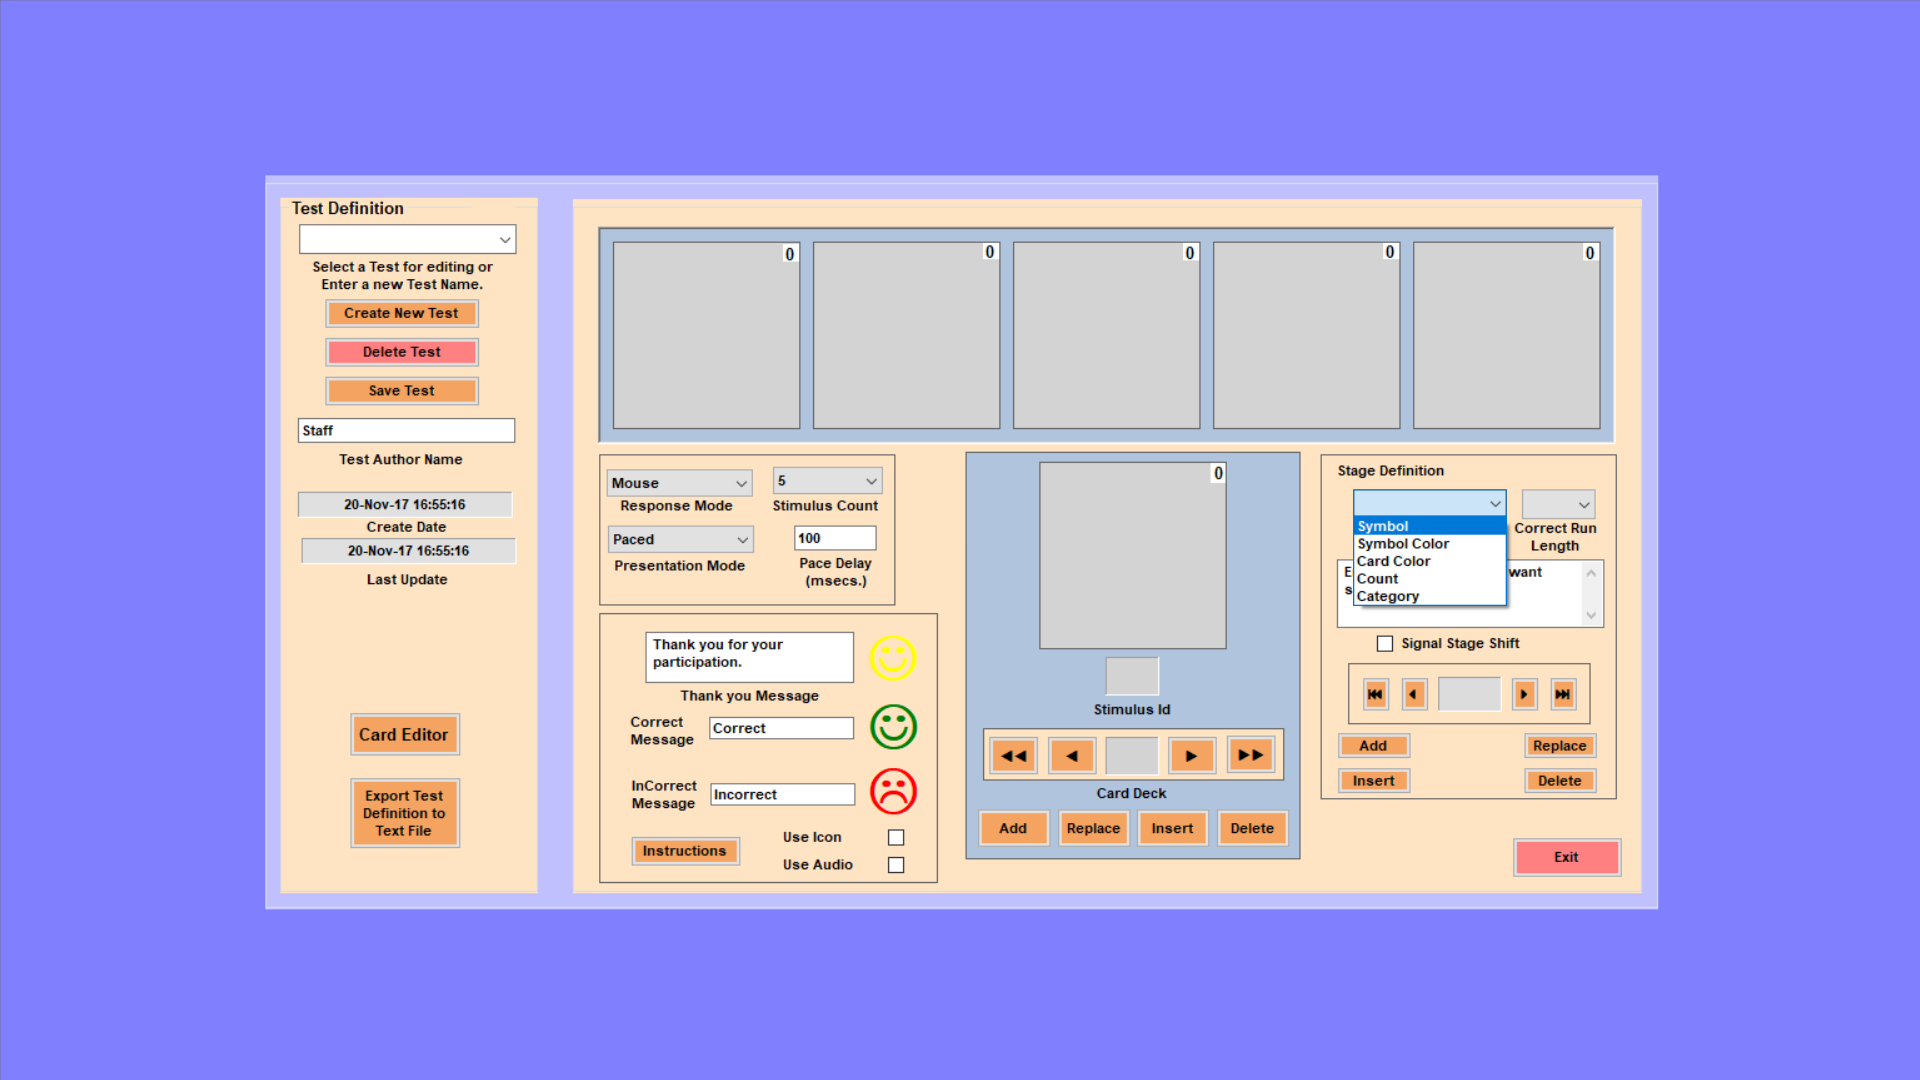 Test Definition
Select a Test for editing or
Enter a new Test Name.
Create New Test
Delete Test
Save Test
Staff
Test Author Name
20-Nov-17 16:55:16
Create Date
20-Nov-17 16:55:16
Last Update
Card Editor
Export Test
Definition to
Text File
0
0
0
0
0
Mouse
Response Mode
5
Stimulus Count
Paced
Presentation Mode
100
Pace Delay
(msecs.)
Thank you for your
participation.
Thank you Message
Correct
Message
Correct
InCorrect
Message
Incorrect
Instructions
Use Icon
Use Audio
0
Stimulus Id
Card Deck
Add
Replace
Insert
Delete
Stage Definition
Symbol
Symbol Color
Card Color
Count
Category
Correct Run
Length
want
Signal Stage Shift
Add
Replace
Insert
Delete
Exit